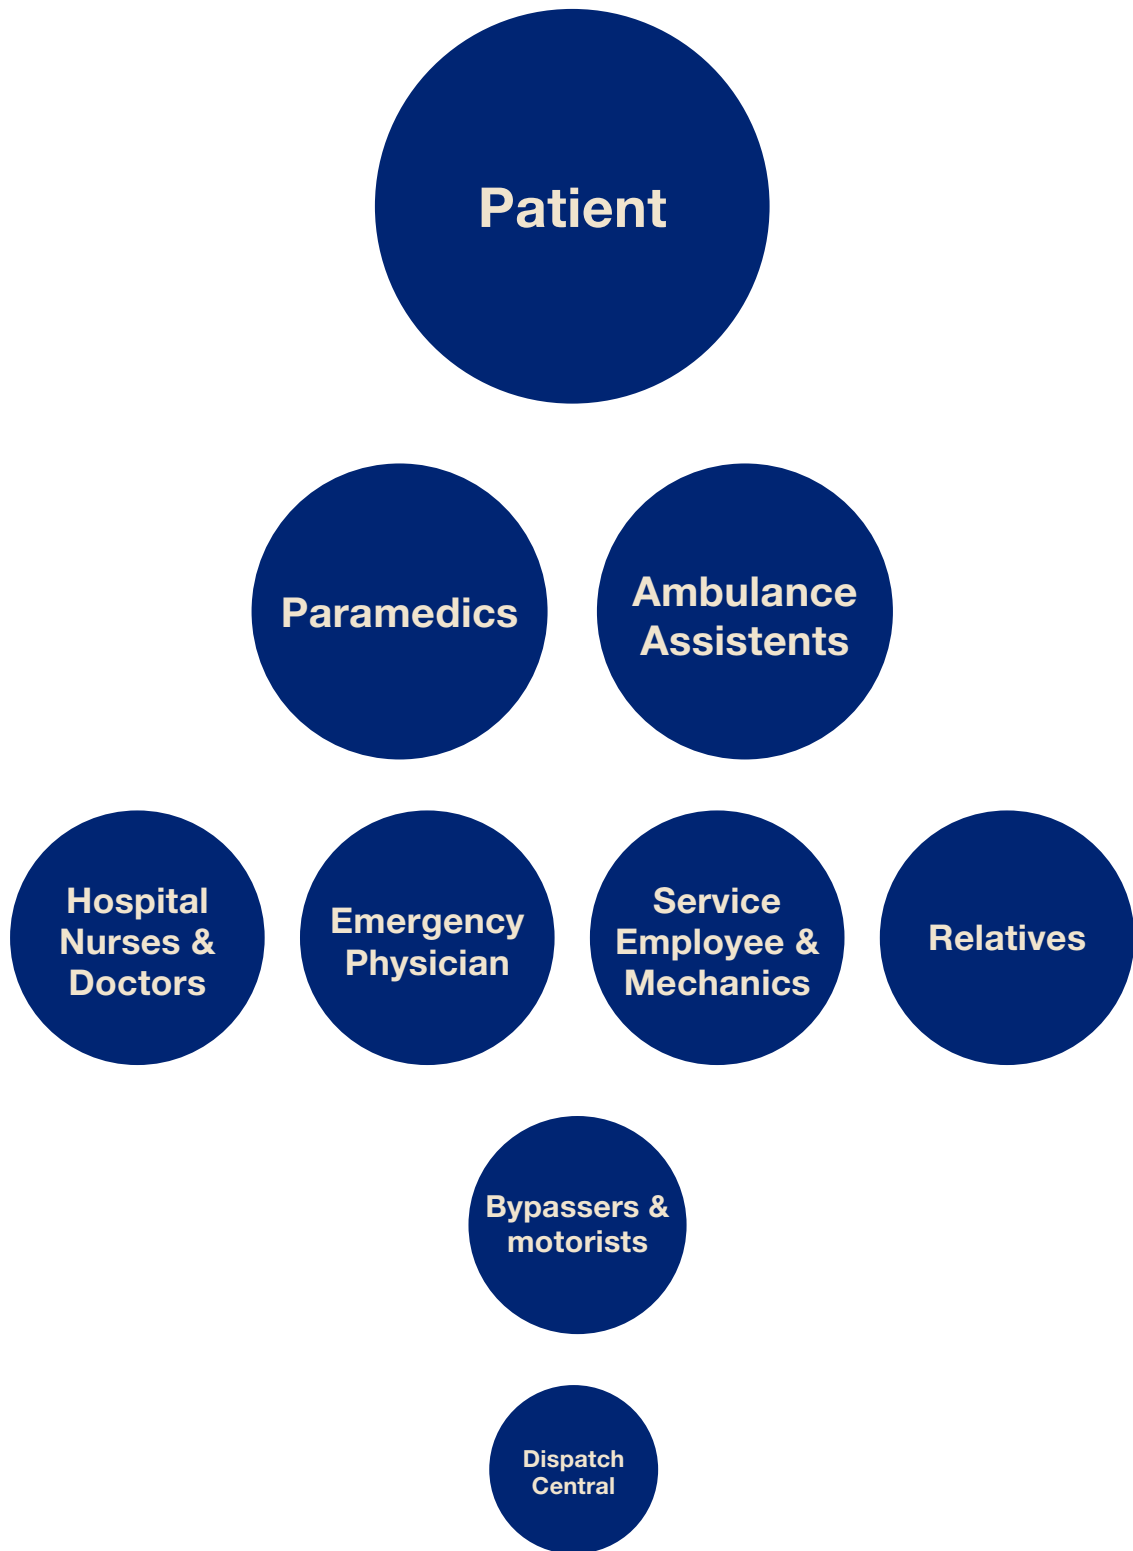 Patient
Paramedics
Ambulance
Assistents
Hospital
Nurses &
Doctors
Emergency
Physician
Service
Employee &
Mechanics
Relatives
Bypassers &
motorists
Dispatch
Central